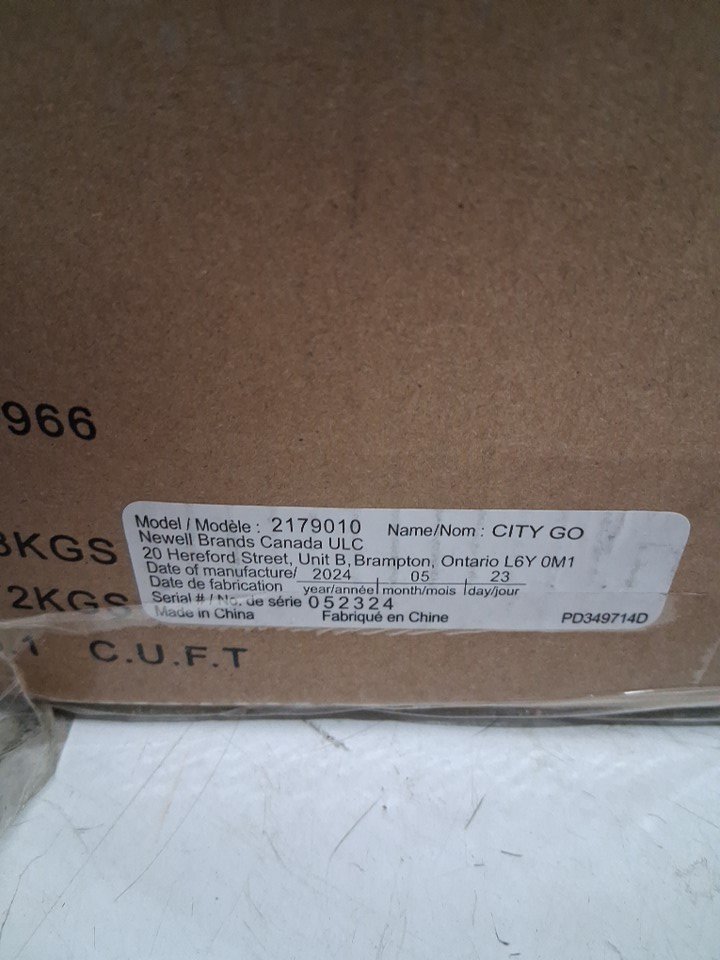 966
KGS
2KGS
1 C.U.F.T
Model / Modèle : 2179010 Name/Nom : CITY GO
Newell Brands Canada ULC
20 Hereford Street, Unit B, Brampton, Ontario L6Y 0M1
Date of manufacture/ 2024 05 23
Date de fabrication year/année month/mois day/jour
Serial # / No. de série 052324
Made in China Fabriqué en Chine PD349714D